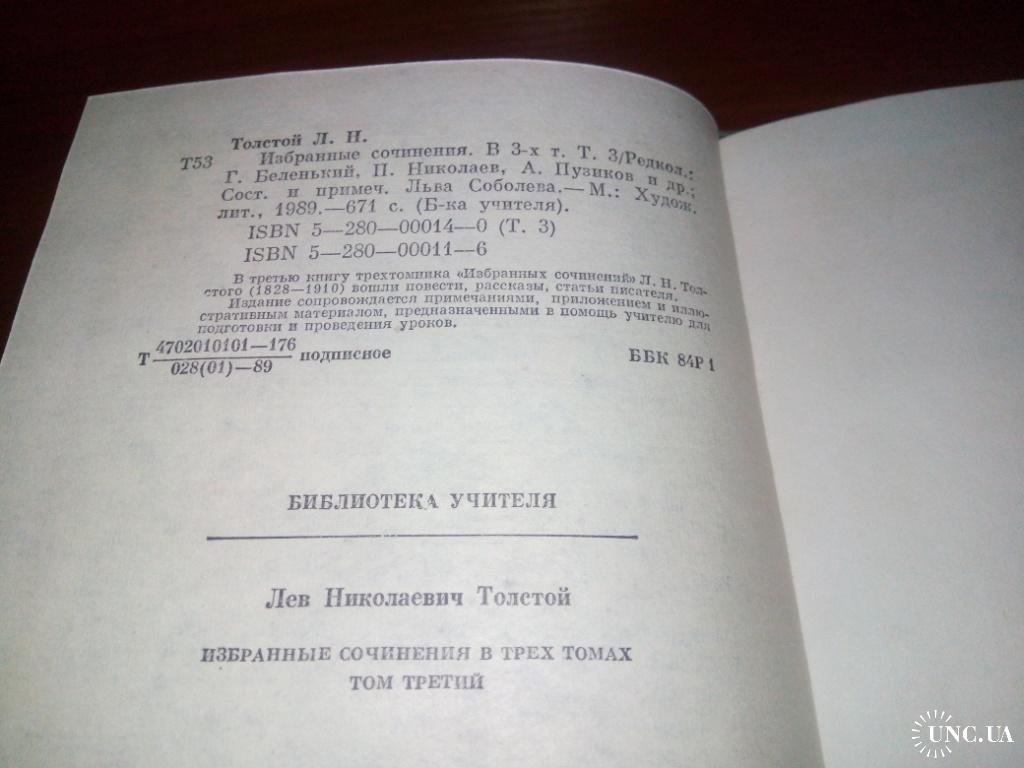 Толстой Л. Н.
Т53 Избранные сочинения. В 3-х т. Т. 3/Редкол.:
Г. Беленький, П. Николаев, А. Пузиков и др.;
Сост. и примеч. Льва Соболева.— М.: Худож.
лит., 1989.—671 с. (Б-ка учителя).
ISBN 5—280—00014—0 (Т. 3)
ISBN 5—280—00011—6
В третью книгу трехтомника «Избранных сочинений» Л. Н. Тол-
стого (1828—1910) вошли повести, рассказы, статьи писателя.
Издание сопровождается примечаниями, приложением и иллю-
стративным материалом, предназначенными в помощь учителю для
подготовки и проведения уроков.
4702010101—176
Т подписное ББК 84Р1
028(01)—89
БИБЛИОТЕКА УЧИТЕЛЯ
Лев Николаевич Толстой
ИЗБРАННЫЕ СОЧИНЕНИЯ В ТРЕХ ТОМАХ
ТОМ ТРЕТИЙ
UNC.UA